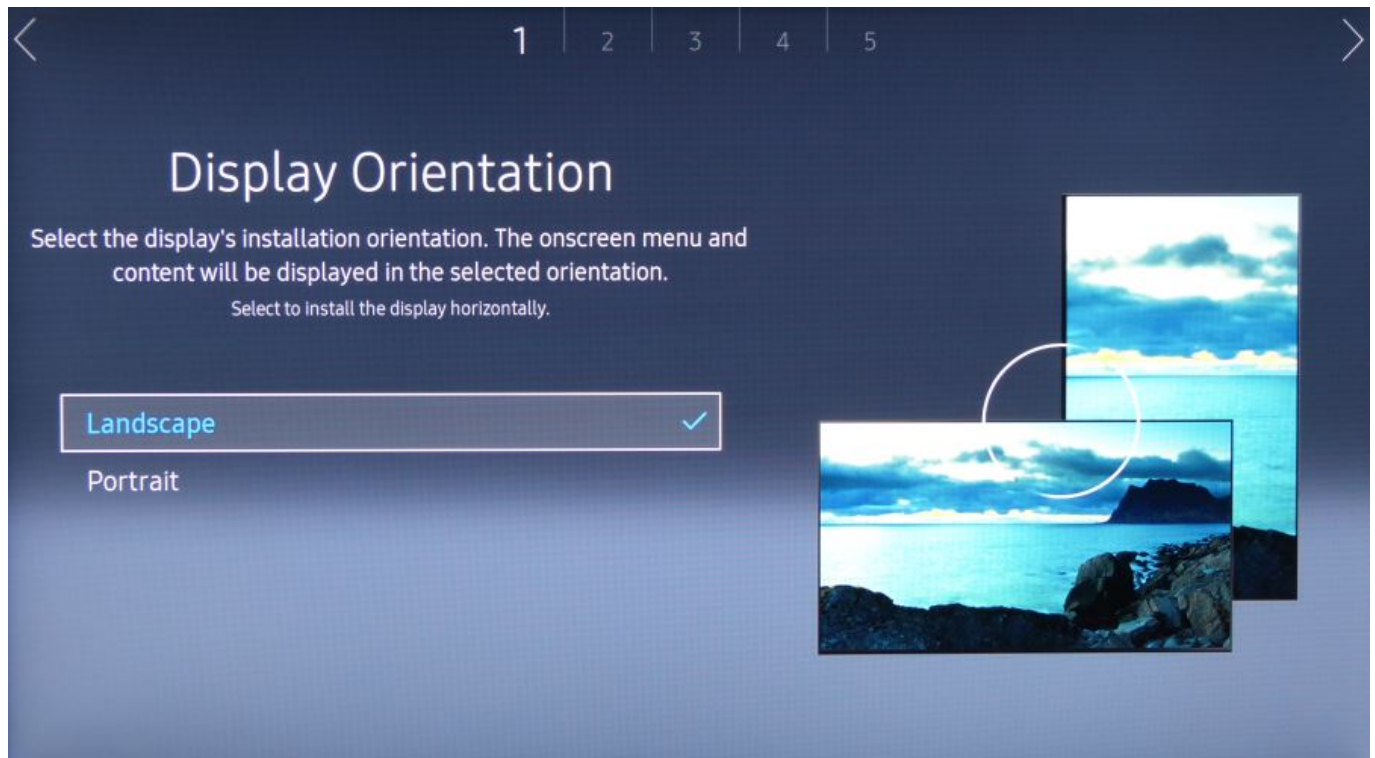 1 2 3 4 5
Display Orientation
Select the display's installation orientation. The onscreen menu and
content will be displayed in the selected orientation.
Select to install the display horizontally.
Landscape
Portrait